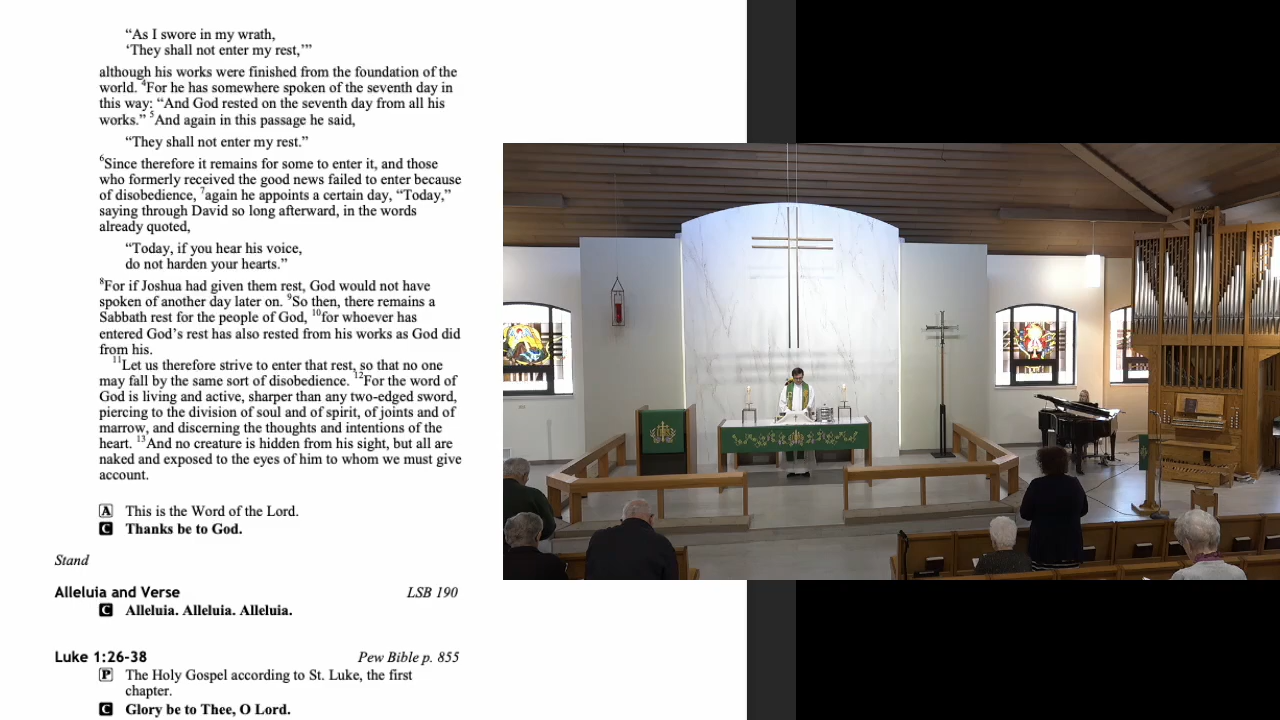 “As I swore in my wrath,
‘They shall not enter my rest,’”
although his works were finished from the foundation of the
world. ⁴For he has somewhere spoken of the seventh day in
this way: “And God rested on the seventh day from all his
works.” ⁵And again in this passage he said,
“They shall not enter my rest.”
⁶Since therefore it remains for some to enter it, and those
who formerly received the good news failed to enter because
of disobedience, ⁷again he appoints a certain day, “Today,”
saying through David so long afterward, in the words
already quoted,
“Today, if you hear his voice,
do not harden your hearts.”
⁸For if Joshua had given them rest, God would not have
spoken of another day later on. ⁹So then, there remains a
Sabbath rest for the people of God, ¹⁰for whoever has
entered God’s rest has also rested from his works as God did
from his.
¹¹Let us therefore strive to enter that rest, so that no one
may fall by the same sort of disobedience. ¹²For the word of
God is living and active, sharper than any two-edged sword,
piercing to the division of soul and of spirit, of joints and of
marrow, and discerning the thoughts and intentions of the
heart. ¹³And no creature is hidden from his sight, but all are
naked and exposed to the eyes of him to whom we must give
account.
A This is the Word of the Lord.
C Thanks be to God.
Stand
Alleluia and Verse LSB 190
C Alleluia. Alleluia. Alleluia.
Luke 1:26-38 Pew Bible p. 855
P The Holy Gospel according to St. Luke, the first
chapter.
C Glory be to Thee, O Lord.